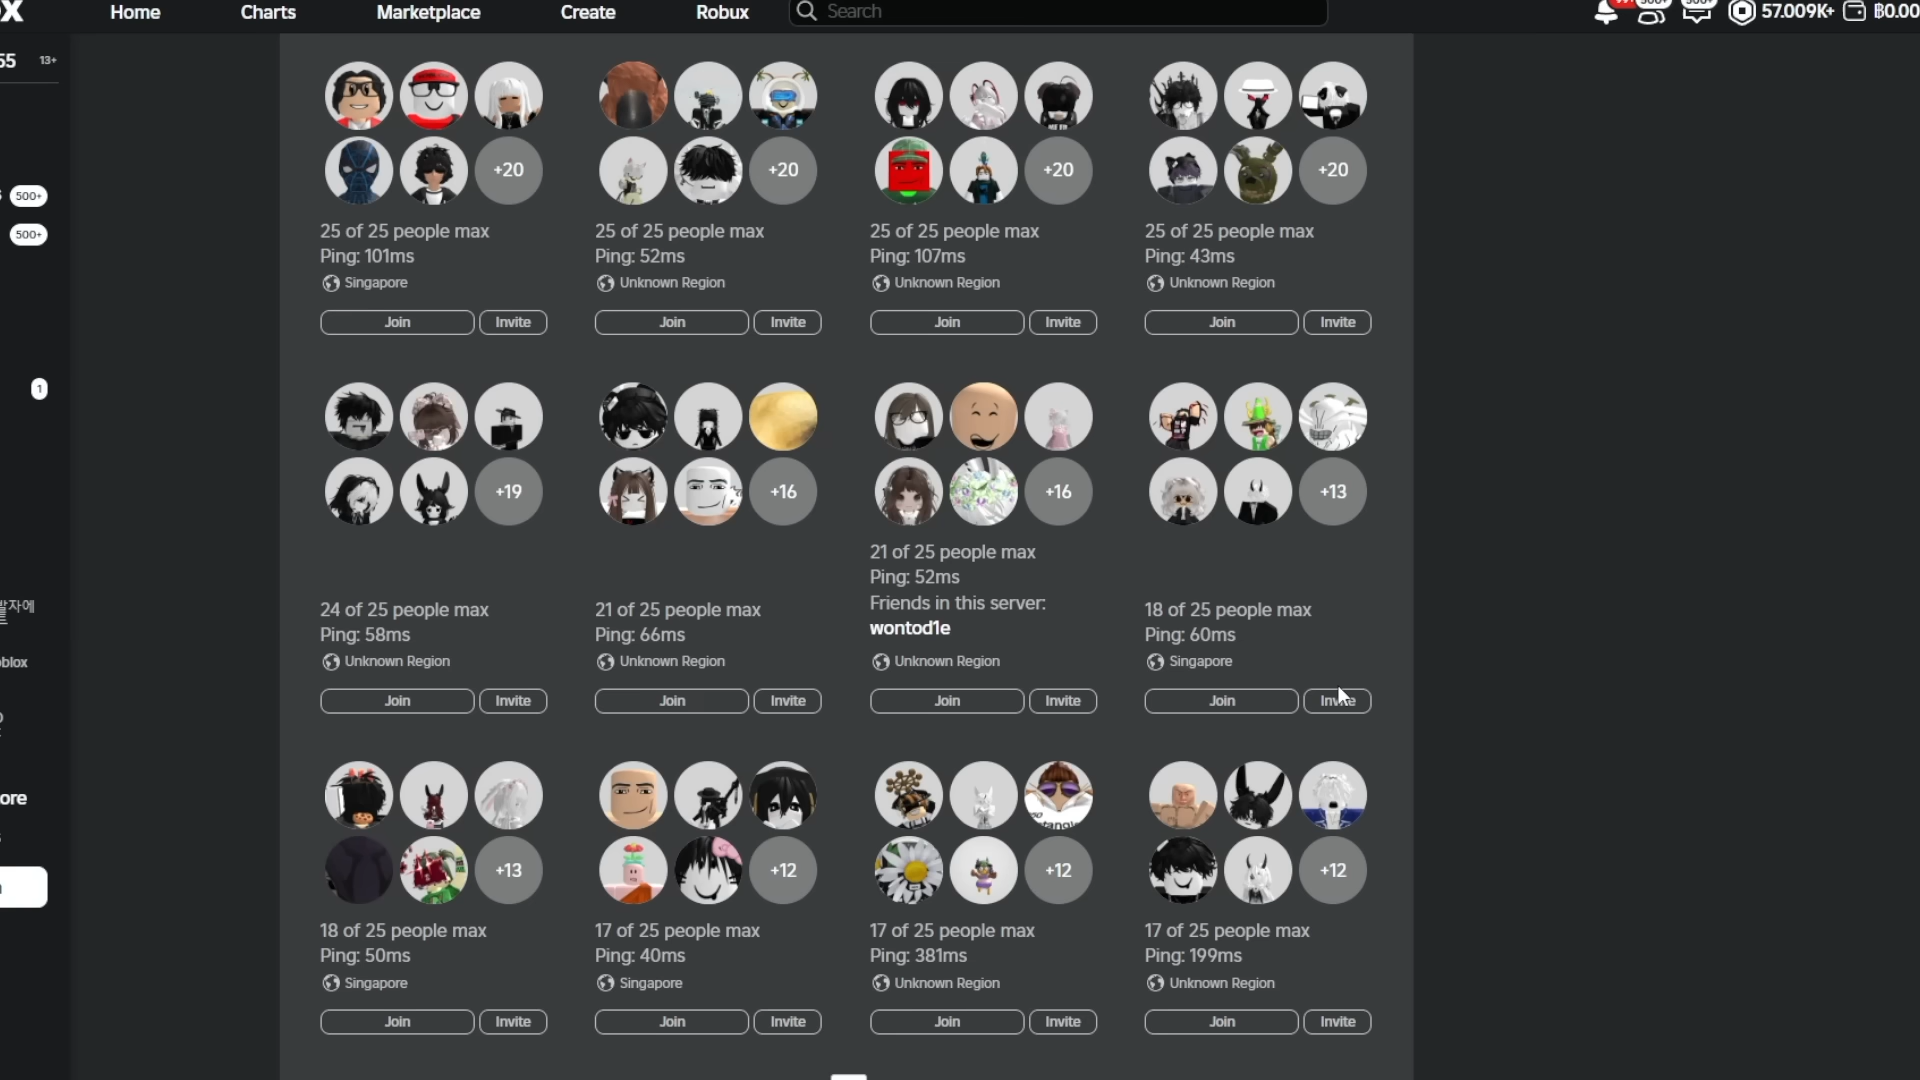 Home Charts Marketplace Create Robux Search 57.009K+ ฿0.00
55 13+
500+
500+
1
발자에
oblox
ore
+20 +20 +20 +20
25 of 25 people max 25 of 25 people max 25 of 25 people max 25 of 25 people max
Ping: 101ms Ping: 52ms Ping: 107ms Ping: 43ms
Singapore Unknown Region Unknown Region Unknown Region
Join Invite Join Invite Join Invite Join Invite
+19 +16 +16 +13
21 of 25 people max
Ping: 52ms
Friends in this server:
wontod1e
24 of 25 people max 21 of 25 people max 18 of 25 people max
Ping: 58ms Ping: 66ms Ping: 60ms
Unknown Region Unknown Region Unknown Region Singapore
Join Invite Join Invite Join Invite Join Invite
+13 +12 +12 +12
18 of 25 people max 17 of 25 people max 17 of 25 people max 17 of 25 people max
Ping: 50ms Ping: 40ms Ping: 381ms Ping: 199ms
Singapore Singapore Unknown Region Unknown Region
Join Invite Join Invite Join Invite Join Invite